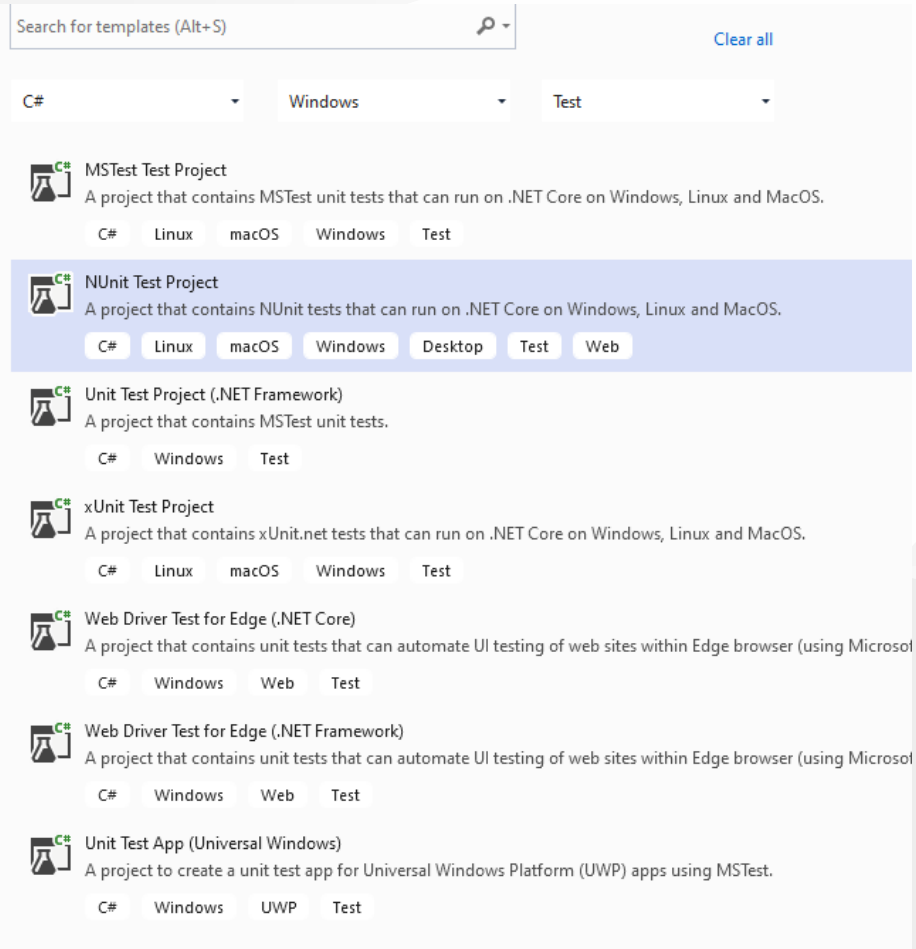 Search for templates (Alt+S)
Clear all
C# Windows Test
C#
MSTest Test Project
A project that contains MSTest unit tests that can run on .NET Core on Windows, Linux and MacOS.
C# Linux macOS Windows Test
C#
NUnit Test Project
A project that contains NUnit tests that can run on .NET Core on Windows, Linux and MacOS.
C# Linux macOS Windows Desktop Test Web
C#
Unit Test Project (.NET Framework)
A project that contains MSTest unit tests.
C# Windows Test
C#
xUnit Test Project
A project that contains xUnit.net tests that can run on .NET Core on Windows, Linux and MacOS.
C# Linux macOS Windows Test
C#
Web Driver Test for Edge (.NET Core)
A project that contains unit tests that can automate UI testing of web sites within Edge browser (using Microsof
C# Windows Web Test
C#
Web Driver Test for Edge (.NET Framework)
A project that contains unit tests that can automate UI testing of web sites within Edge browser (using Microsof
C# Windows Web Test
C#
Unit Test App (Universal Windows)
A project to create a unit test app for Universal Windows Platform (UWP) apps using MSTest.
C# Windows UWP Test